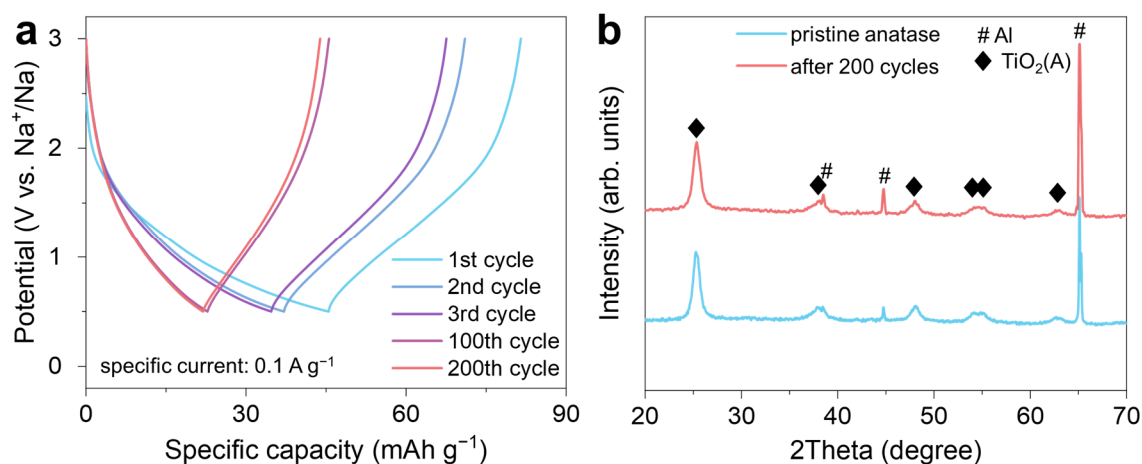 a
Potential (V vs. Na⁺/Na)
3
2
1
0
1st cycle
2nd cycle
3rd cycle
100th cycle
200th cycle
specific current: 0.1 A g⁻¹
0 30 60 90
Specific capacity (mAh g⁻¹)
b
Intensity (arb. units)
pristine anatase
after 200 cycles
# Al
◆ TiO₂(A)
#
#
#
20 30 40 50 60 70
2Theta (degree)